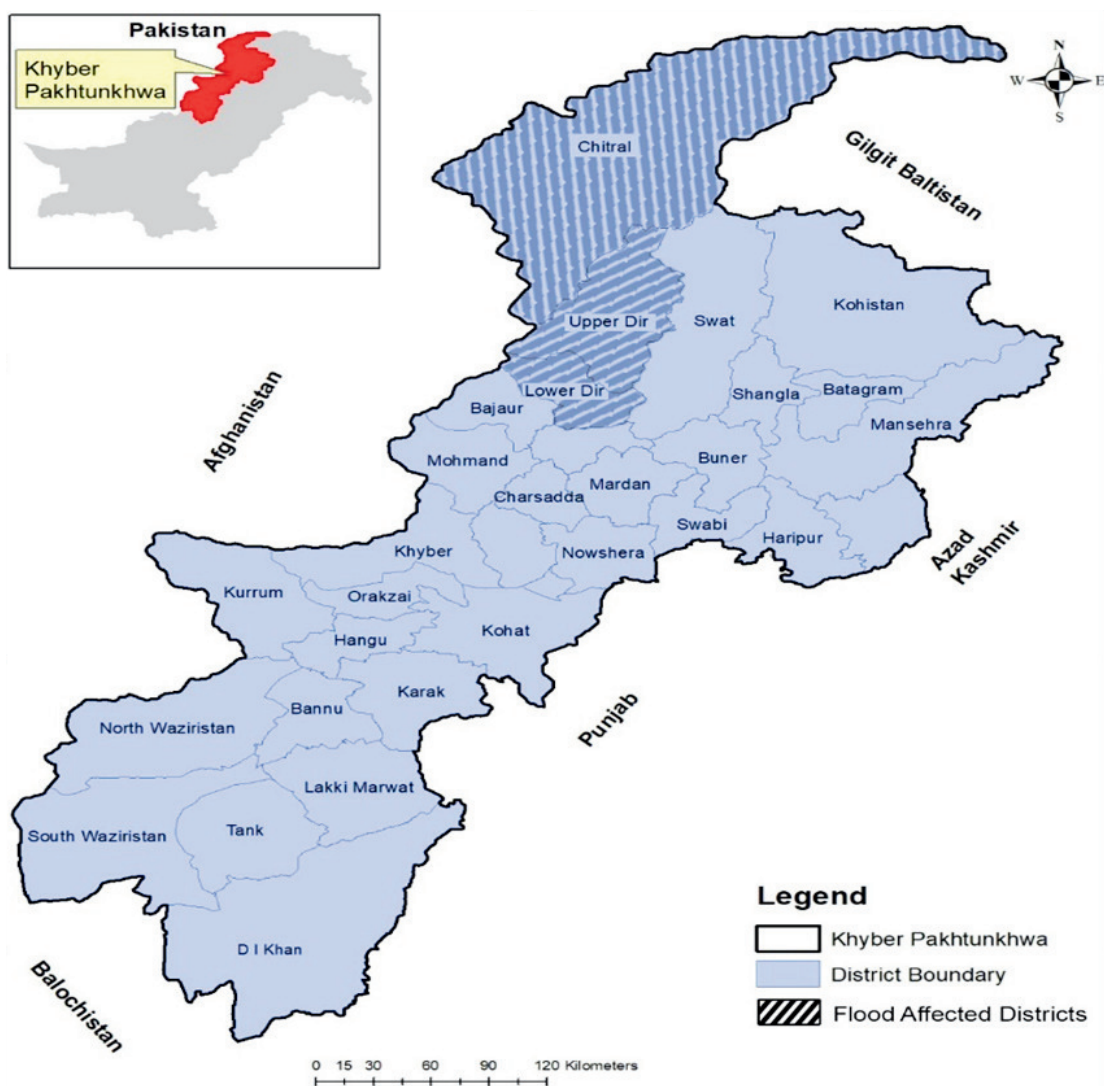 Pakistan
Khyber
Pakhtunkhwa
N
W
E
S
Chitral
Gilgit Baltistan
Upper Dir
Swat
Kohistan
Lower Dir
Bajaur
Shangla
Batagram
Mansehra
Afghanistan
Mohmand
Buner
Charsadda
Mardan
Swabi
Haripur
Azad
Kashmir
Khyber
Nowshera
Kurrum
Orakzai
Hangu
Kohat
Karak
Bannu
North Waziristan
Punjab
Lakki Marwat
South Waziristan
Tank
D I Khan
Balochistan
Legend
Khyber Pakhtunkhwa
District Boundary
Flood Affected Districts
0 15 30 60 90 120 Kilometers